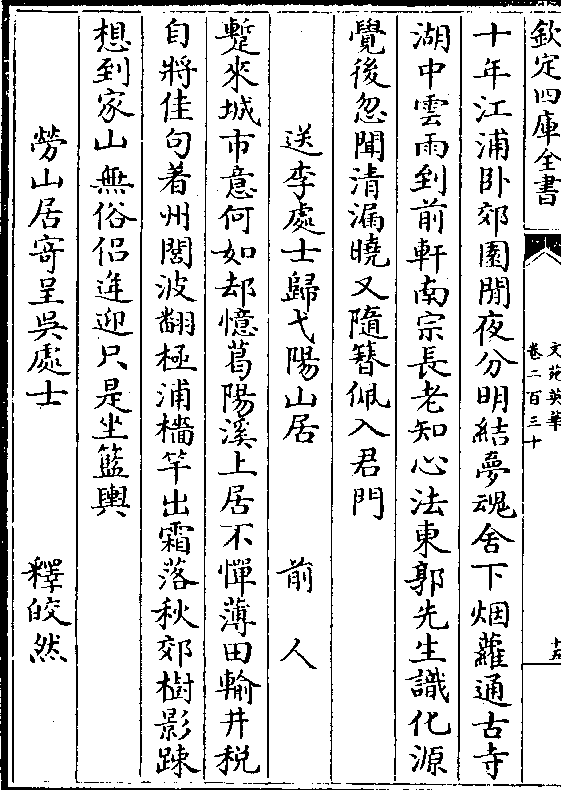 欽定四庫全書
文苑英華
卷二百三十
十五
十年江浦卧郊園閒夜分明結夢魂舍下烟蘿通古寺
湖中雲雨到前軒南宗長老知心法東郭先生識化源
覺後忽聞清漏曉又隨簪佩入君門
送李處士歸弋陽山居　前人
蹔來城市意何如却憶葛陽溪上居不憚薄田輸井税
自將佳句著州閭波翻極浦檣竿出霜落秋郊樹影踈
想到家山無俗侣逢迎只是坐籃輿
勞山居寄呈吳處士　釋皎然